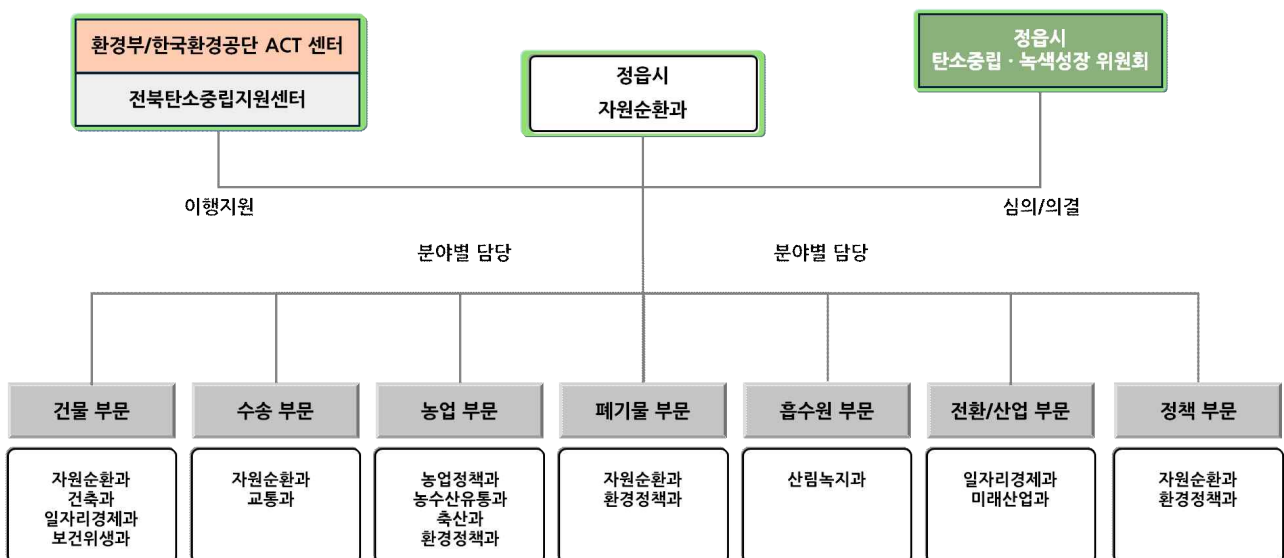 환경부/한국환경공단 ACT 센터
전북탄소중립지원센터
정읍시
자원순환과
정읍시
탄소중립 · 녹색성장 위원회
이행지원
심의/의결
분야별 담당
분야별 담당
건물 부문
수송 부문
농업 부문
폐기물 부문
흡수원 부문
전환/산업 부문
정책 부문
자원순환과
건축과
일자리경제과
보건위생과
자원순환과
교통과
농업정책과
농수산유통과
축산과
환경정책과
자원순환과
환경정책과
산림녹지과
일자리경제과
미래산업과
자원순환과
환경정책과